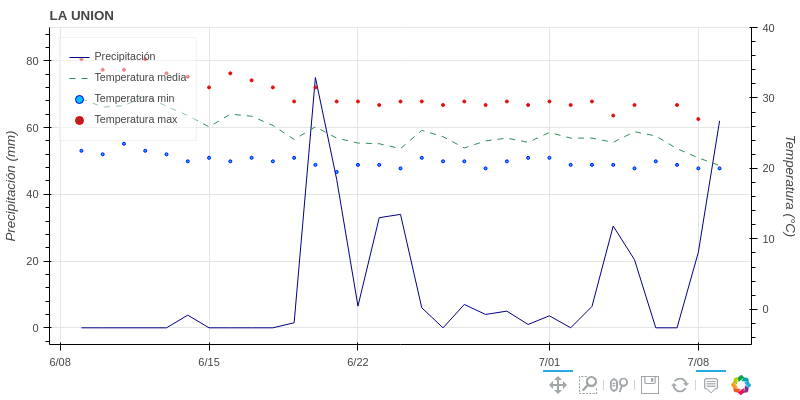 LA UNION
Precipitación
Temperatura media
Temperatura min
Temperatura max
80
60
40
20
0
Precipitación (mm)
40
30
20
10
0
Temperatura (°C)
6/08
6/15
6/22
7/01
7/08